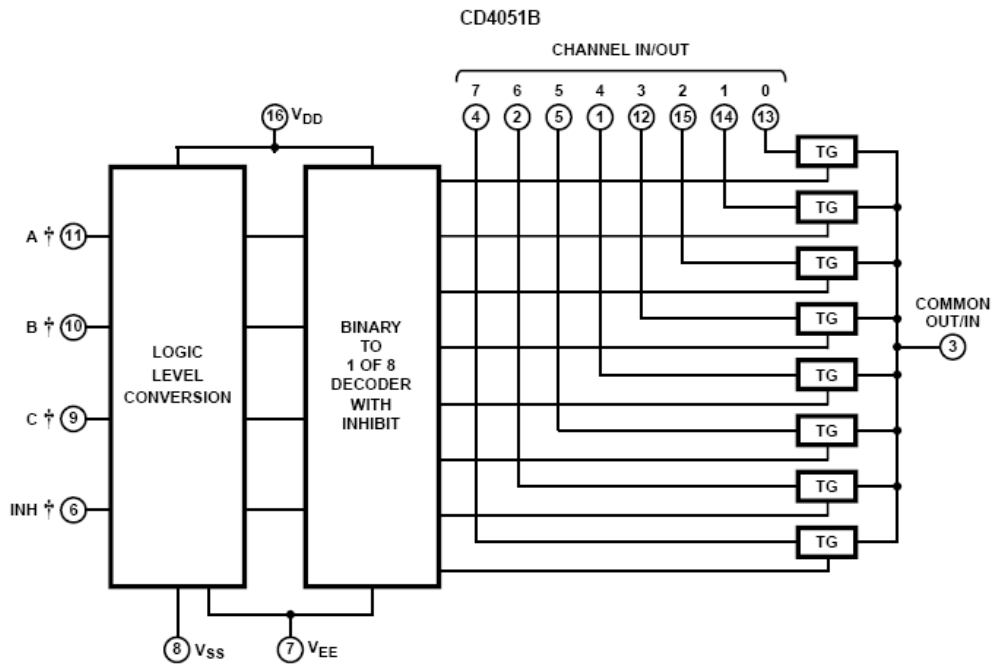 CD4051B
CHANNEL IN/OUT
7 6 5 4 3 2 1 0
4 2 5 1 12 15 14 13
16 VDD
TG
TG
TG
TG
TG
TG
TG
TG
A † 11
B † 10
C † 9
INH † 6
LOGIC
LEVEL
CONVERSION
BINARY
TO
1 OF 8
DECODER
WITH
INHIBIT
COMMON
OUT/IN
3
8 VSS
7 VEE